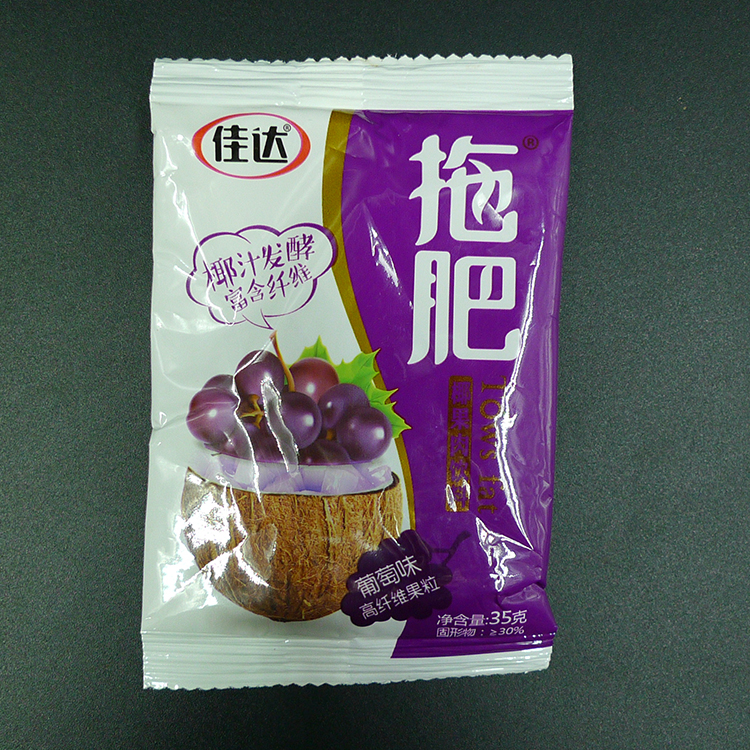 佳达®
拖肥®
椰汁发酵
富含纤维
Tows fat
葡萄味
高纤维果粒
净含量:35克
固形物：≥30%